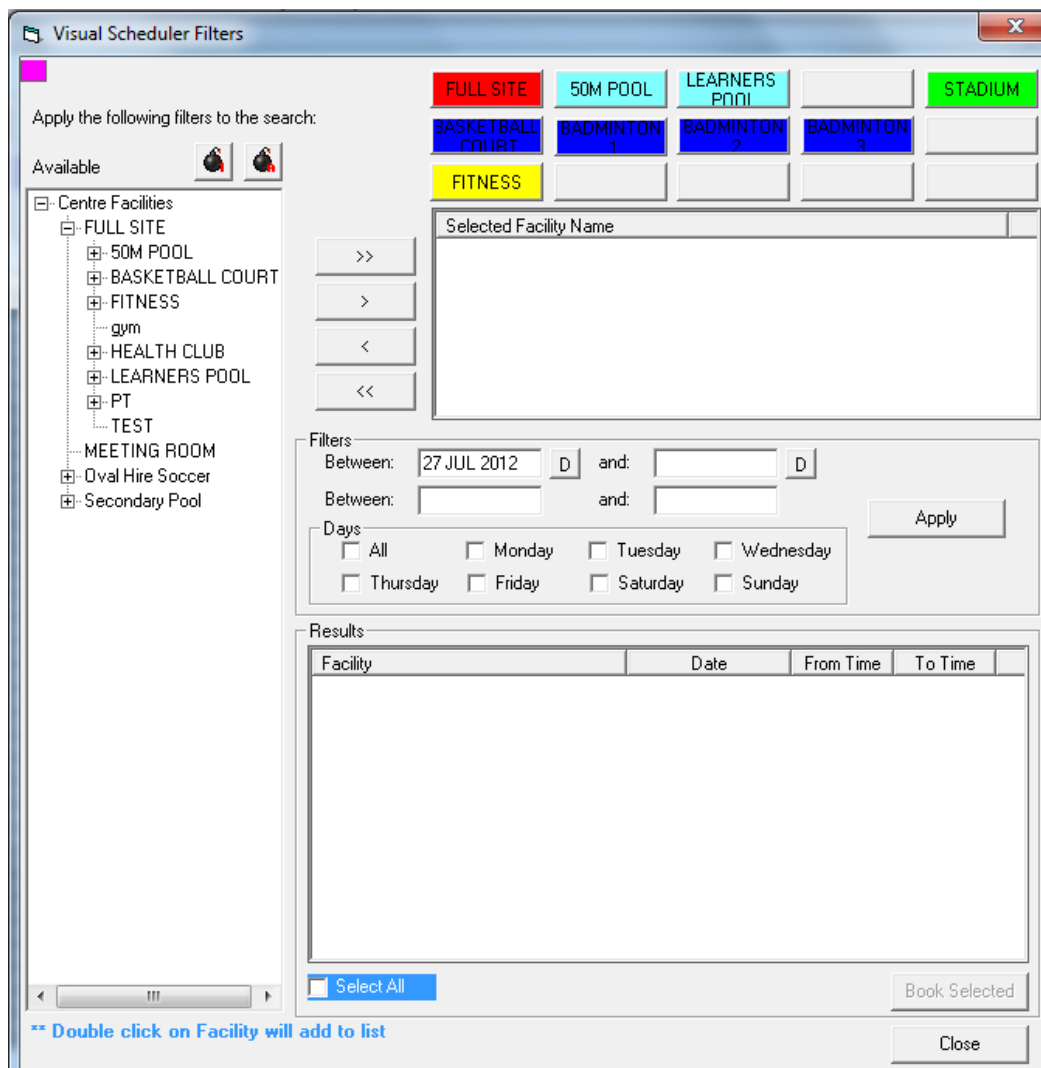 Visual Scheduler Filters
X
FULL SITE
50M POOL
LEARNERS
POOL
STADIUM
Apply the following filters to the search:
BASKETBALL
COURT
BADMINTON
1
BADMINTON
2
BADMINTON
3
Available
FITNESS
Centre Facilities
FULL SITE
50M POOL
BASKETBALL COURT
FITNESS
gym
HEALTH CLUB
LEARNERS POOL
PT
TEST
MEETING ROOM
Oval Hire Soccer
Secondary Pool
>>
>
<
<<
Selected Facility Name
Filters
Between: 27 JUL 2012 D and: D
Between: and:
Apply
Days
All Monday Tuesday Wednesday
Thursday Friday Saturday Sunday
Results
Facility Date From Time To Time
Select All
Book Selected
** Double click on Facility will add to list
Close